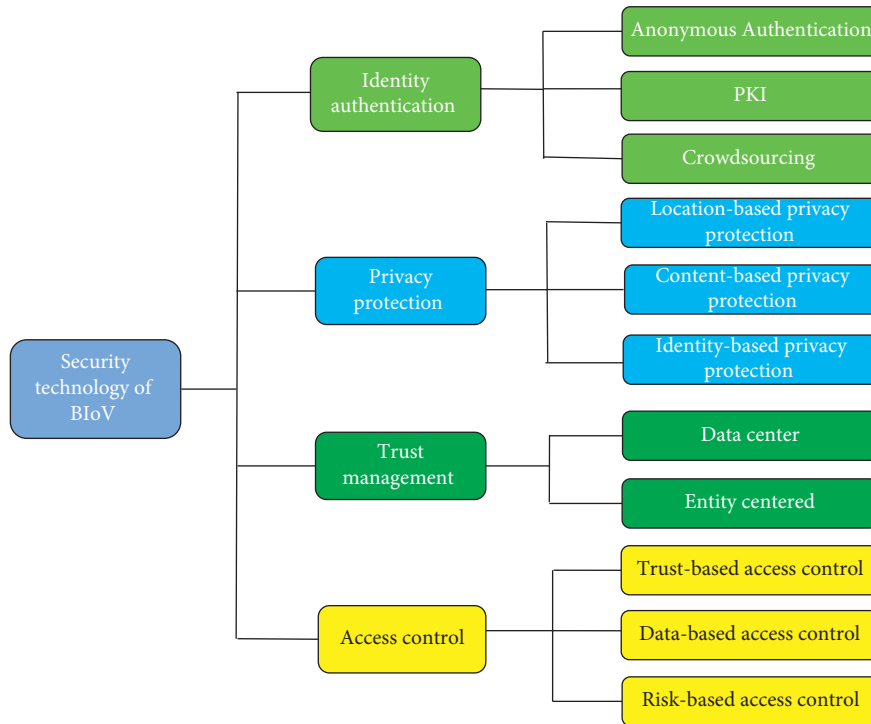 Anonymous Authentication
Identity
authentication
PKI
Crowdsourcing
Location-based privacy
protection
Privacy
protection
Content-based privacy
protection
Identity-based privacy
protection
Security
technology of
BIoV
Data center
Trust
management
Entity centered
Trust-based access control
Access control
Data-based access control
Risk-based access control